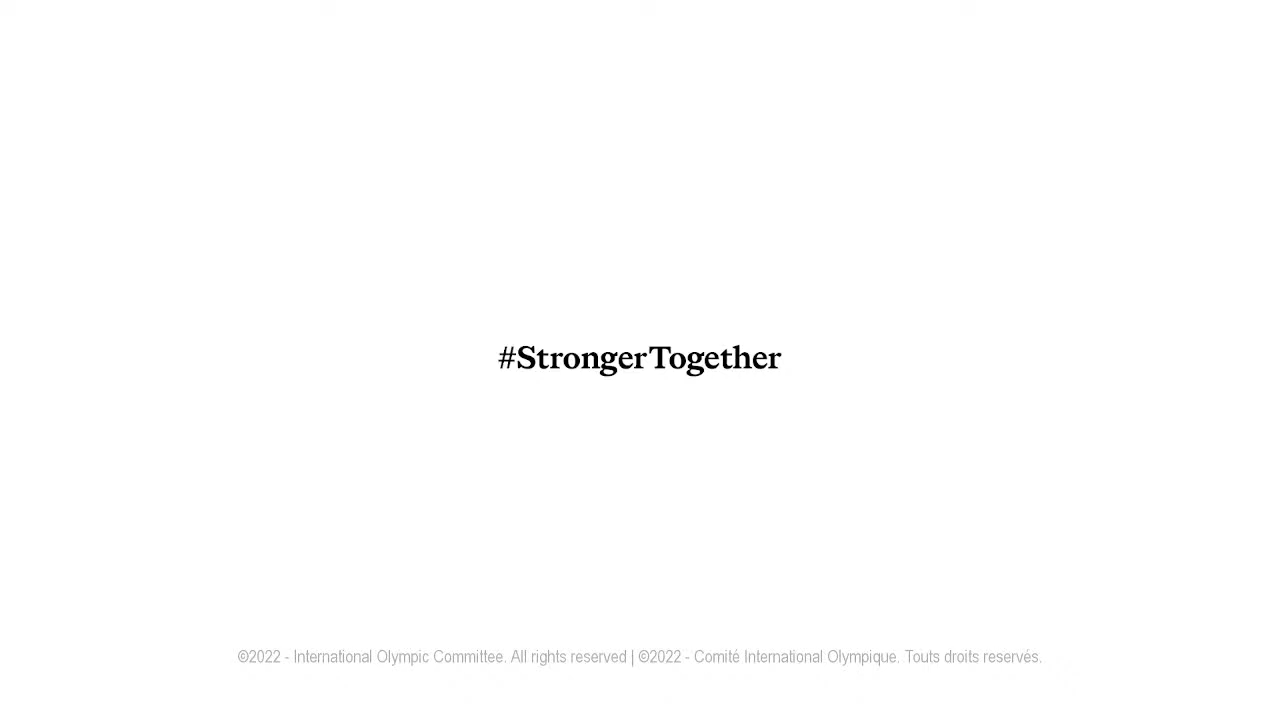 #StrongerTogether
©2022 - International Olympic Committee. All rights reserved | ©2022 - Comité International Olympique. Touts droits reservés.